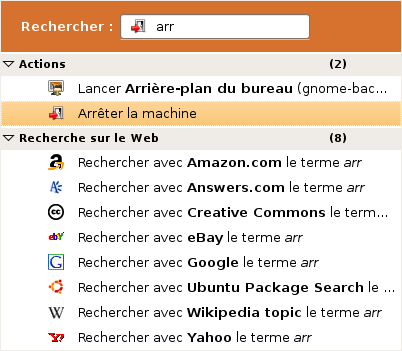 Rechercher : arr
Actions (2)
Lancer Arrière-plan du bureau (gnome-bac...
Arrêter la machine
Recherche sur le Web (8)
Rechercher avec Amazon.com le terme arr
Rechercher avec Answers.com le terme arr
Rechercher avec Creative Commons le term...
Rechercher avec eBay le terme arr
Rechercher avec Google le terme arr
Rechercher avec Ubuntu Package Search le ...
Rechercher avec Wikipedia topic le terme arr
Rechercher avec Yahoo le terme arr